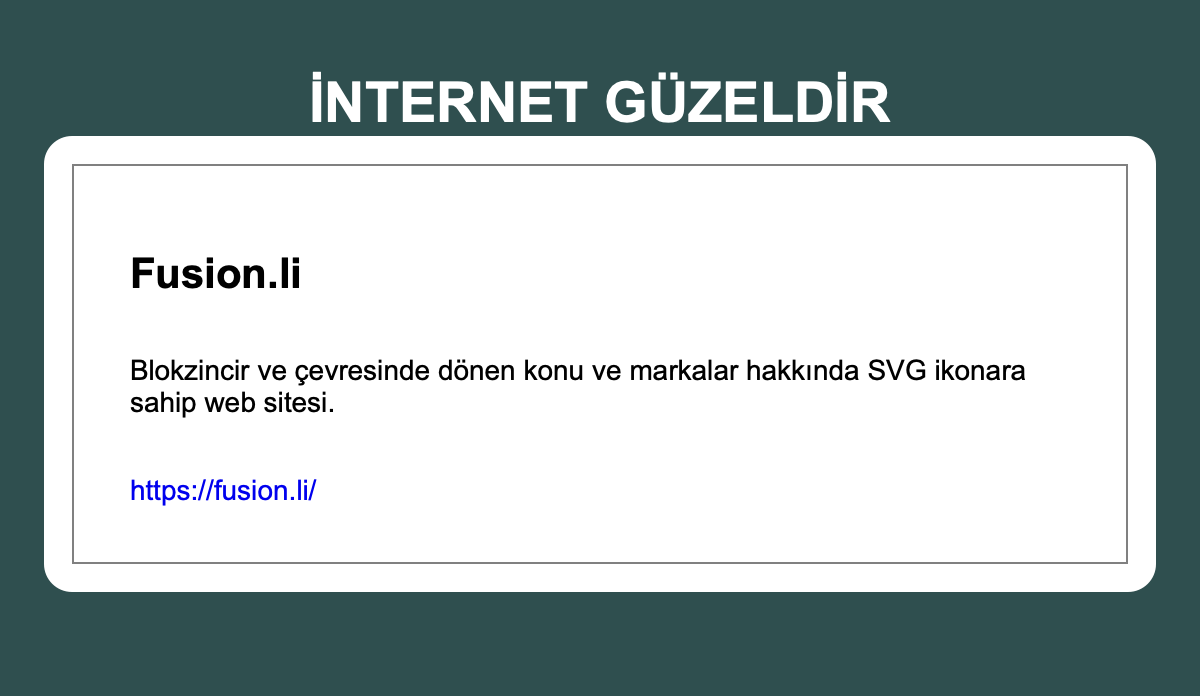 İNTERNET GÜZELDİR
Fusion.li
Blokzincir ve çevresinde dönen konu ve markalar hakkında SVG ikonara
sahip web sitesi.
https://fusion.li/